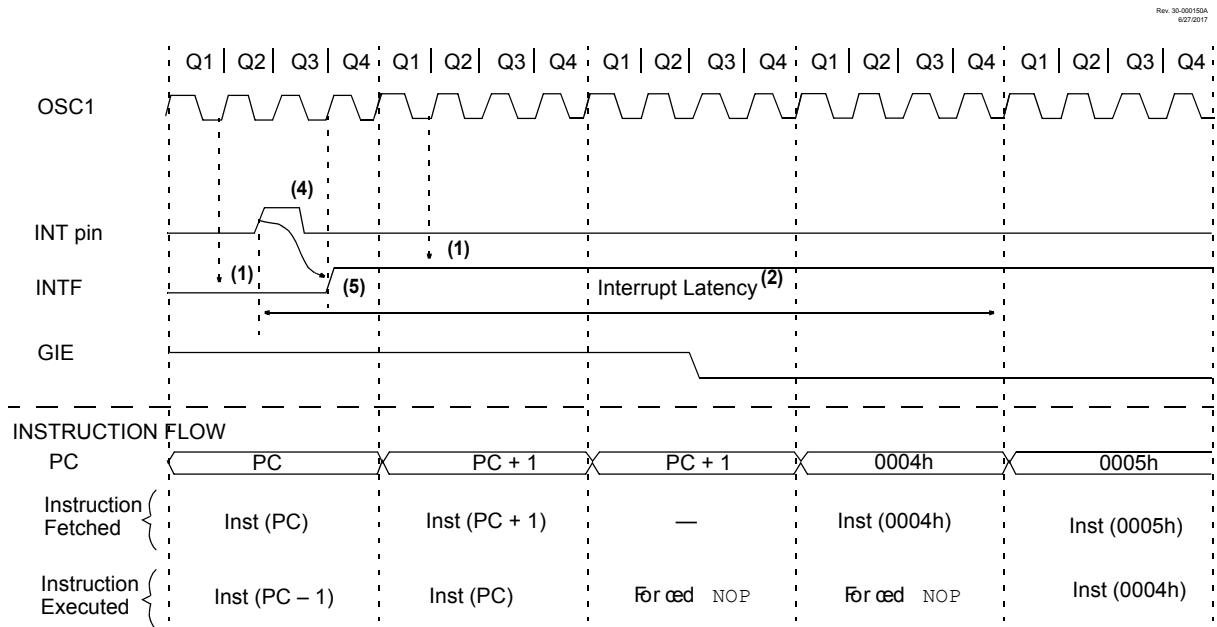 Rev. 30-000150A
6/27/2017
Q1 Q2 Q3 Q4 Q1 Q2 Q3 Q4 Q1 Q2 Q3 Q4 Q1 Q2 Q3 Q4 Q1 Q2 Q3 Q4
OSC1
(4)
INT pin
(1)
(1)
INTF
(5)
Interrupt Latency (2)
GIE
INSTRUCTION FLOW
PC PC PC + 1 PC + 1 0004h 0005h
Instruction
Fetched
Inst (PC) Inst (PC + 1) — Inst (0004h) Inst (0005h)
Instruction
Executed
Inst (PC – 1) Inst (PC) Forced NOP Forced NOP Inst (0004h)